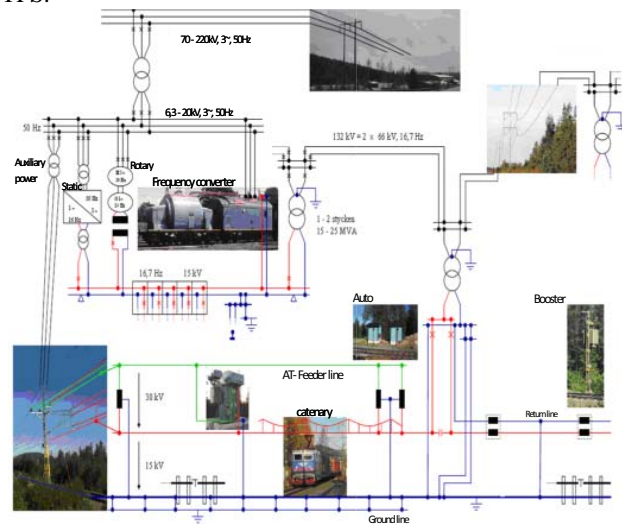 70 - 220kV, 3~, 50Hz
6,3 - 20kV, 3~, 50Hz
50 Hz
132 kV = 2 x 66 kV, 16,7 Hz
Auxiliary
power
Static
Rotary
Frequency converter
1 - 2 stycken
15 - 25 MVA
16,7 Hz
15 kV
Auto
Booster
AT- Feeder line
30 kV
catenary
Return line
15 kV
Ground line